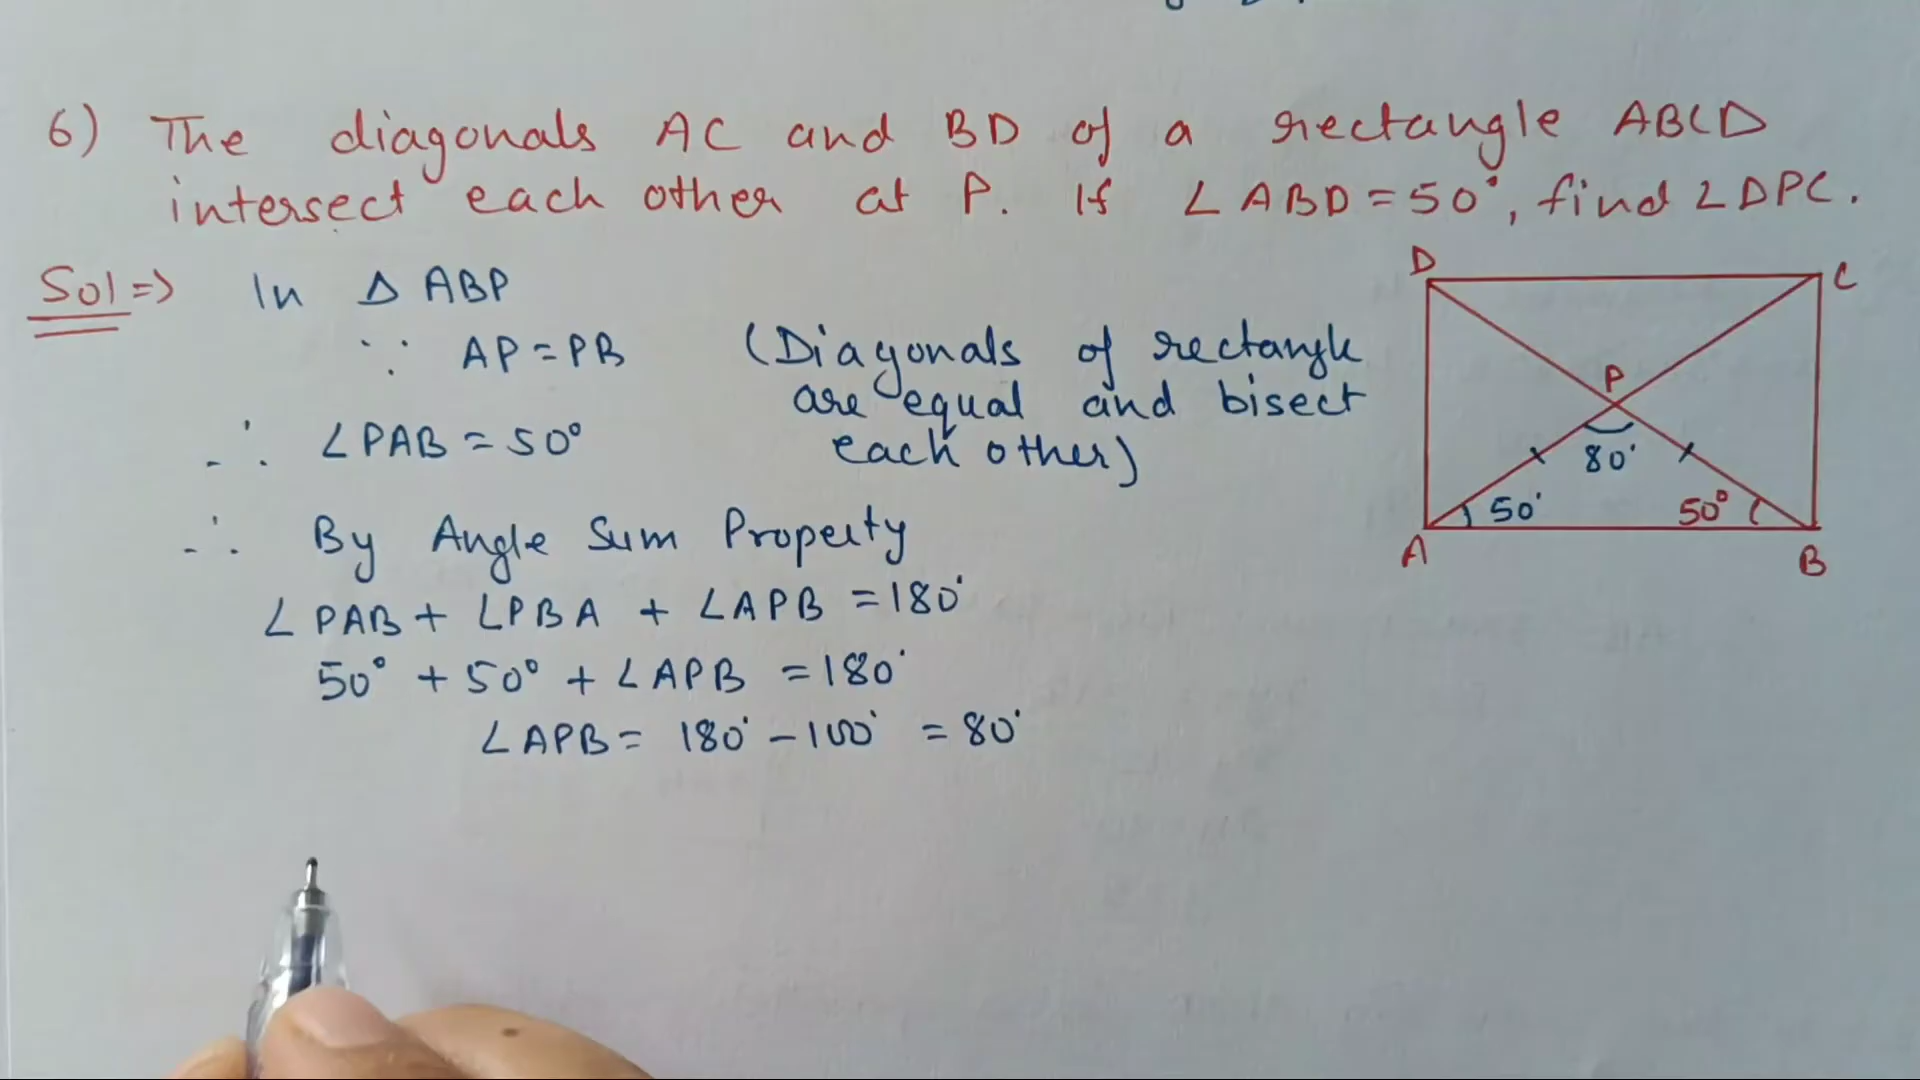 6) The diagonals AC and BD of a rectangle ABCD
intersect each other at P. If ∠ABD = 50°, find ∠DPC.
Sol => In Δ ABP
∵ AP = PB (Diagonals of rectangle
are equal and bisect
∴ ∠PAB = 50° each other)
∴ By Angle Sum Property
∠PAB + ∠PBA + ∠APB = 180°
50° + 50° + ∠APB = 180°
∠APB = 180° - 100° = 80°
D C
P
80°
50° 50°
A B